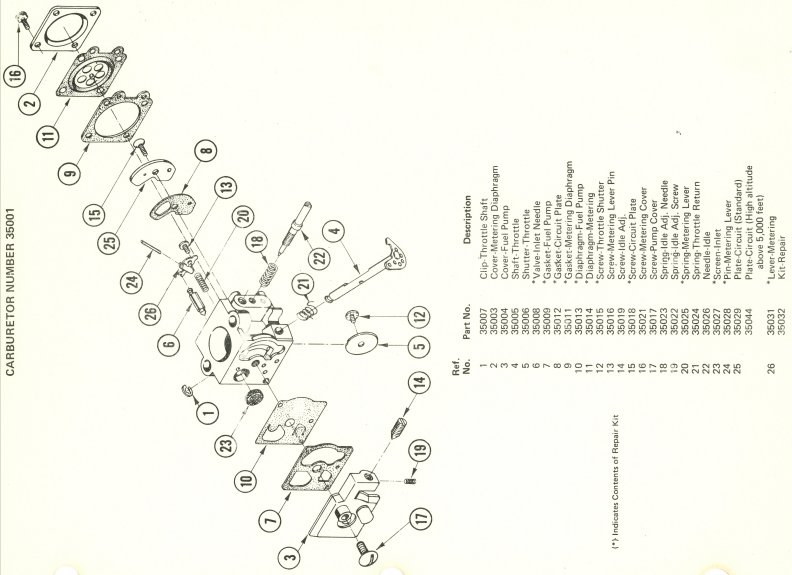 CARBURETOR NUMBER 35001
16
2
11
9
15
8
25
13
24
20
26
18
22
4
6
21
12
5
1
23
14
10
19
7
17
3
Ref. No. Part No. Description
1 35007 Clip-Throttle Shaft
2 35003 Cover-Metering Diaphragm
3 35004 Cover-Fuel Pump
4 35005 Shaft-Throttle
5 35006 Shutter-Throttle
6 35008 *Valve-Inlet Needle
7 35009 *Gasket-Fuel Pump
8 35012 *Gasket-Circuit Plate
9 35311 *Gasket-Metering Diaphragm
10 35013 *Diaphragm-Fuel Pump
11 35014 *Diaphragm-Metering
12 35015 *Screw-Throttle Shutter
13 35016 Screw-Metering Lever Pin
14 35019 Screw-Idle Adj.
15 35018 *Screw-Circuit Plate
16 35021 Screw-Metering Cover
17 35017 Screw-Pump Cover
18 35023 Spring-Idle Adj. Needle
19 35022 Spring-Idle Adj. Screw
20 35025 *Spring-Metering Lever
21 35024 Spring-Throttle Return
22 35026 Needle-Idle
23 35027 *Screen-Inlet
24 35028 *Pin-Metering Lever
25 35029 Plate-Circuit (Standard)
35044 Plate-Circuit (High altitude
above 5,000 feet)
26 35031 *Lever-Metering
35032 Kit-Repair
(*) Indicates Contents of Repair Kit